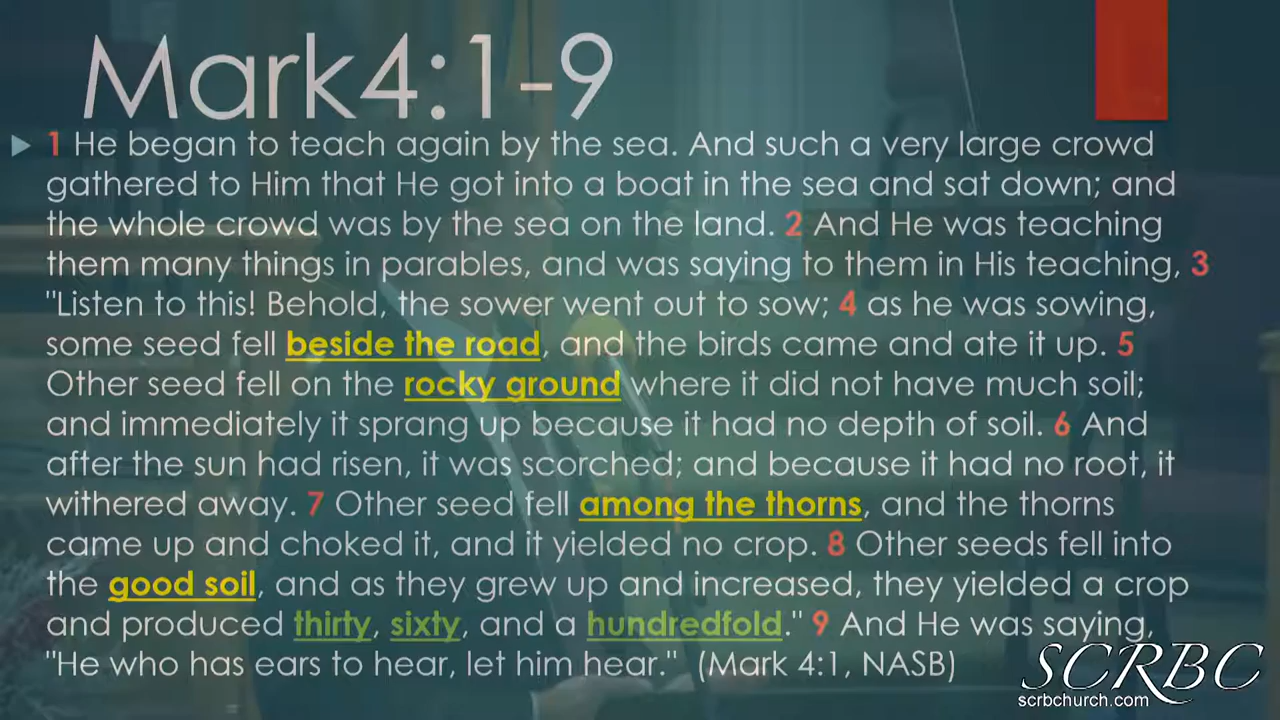 Mark4:1-9
1 He began to teach again by the sea. And such a very large crowd
gathered to Him that He got into a boat in the sea and sat down; and
the whole crowd was by the sea on the land. 2 And He was teaching
them many things in parables, and was saying to them in His teaching, 3
"Listen to this! Behold, the sower went out to sow; 4 as he was sowing,
some seed fell beside the road, and the birds came and ate it up. 5
Other seed fell on the rocky ground where it did not have much soil;
and immediately it sprang up because it had no depth of soil. 6 And
after the sun had risen, it was scorched; and because it had no root, it
withered away. 7 Other seed fell among the thorns, and the thorns
came up and choked it, and it yielded no crop. 8 Other seeds fell into
the good soil, and as they grew up and increased, they yielded a crop
and produced thirty, sixty, and a hundredfold." 9 And He was saying,
"He who has ears to hear, let him hear." (Mark 4:1, NASB)
SCRBC
scrbchurch.com